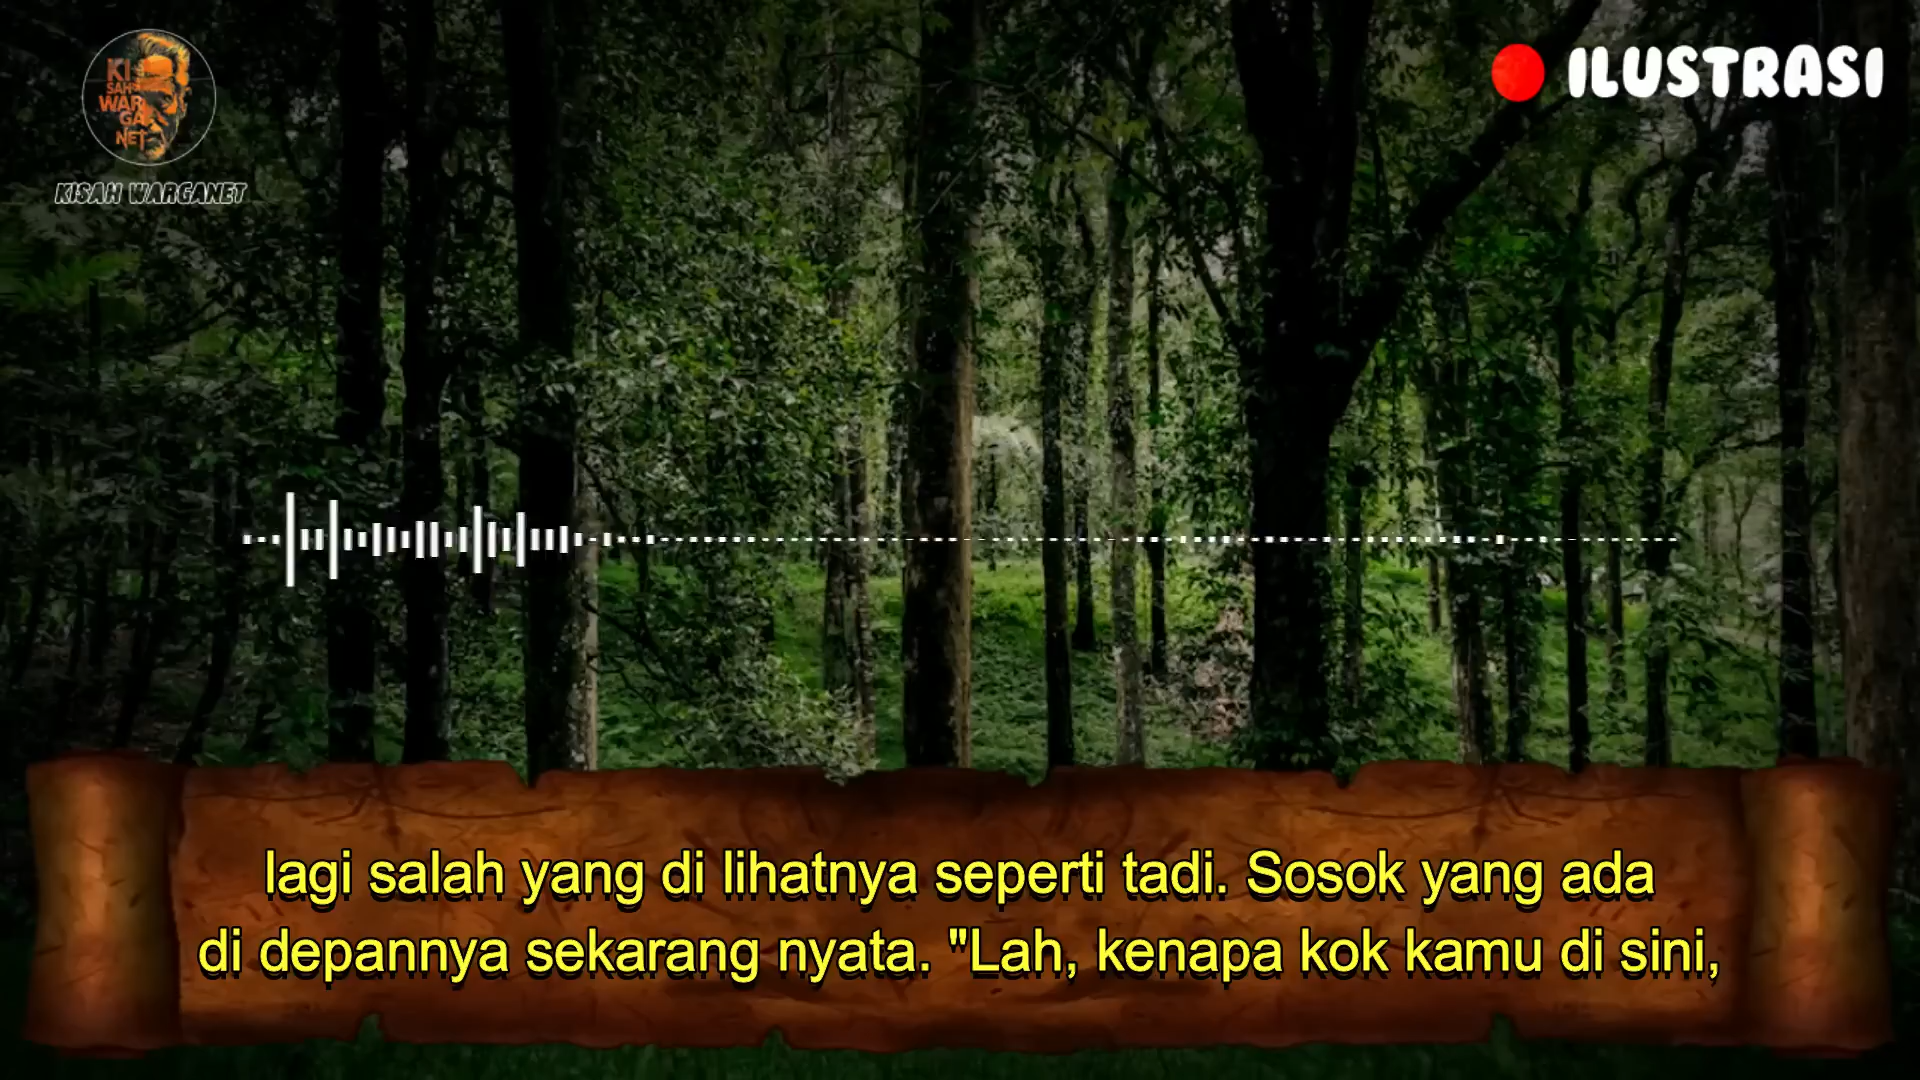 KI
SAH
WAR
GA
NET
KISAH WARGANET
ILUSTRASI
lagi salah yang di lihatnya seperti tadi. Sosok yang ada
di depannya sekarang nyata. "Lah, kenapa kok kamu di sini,